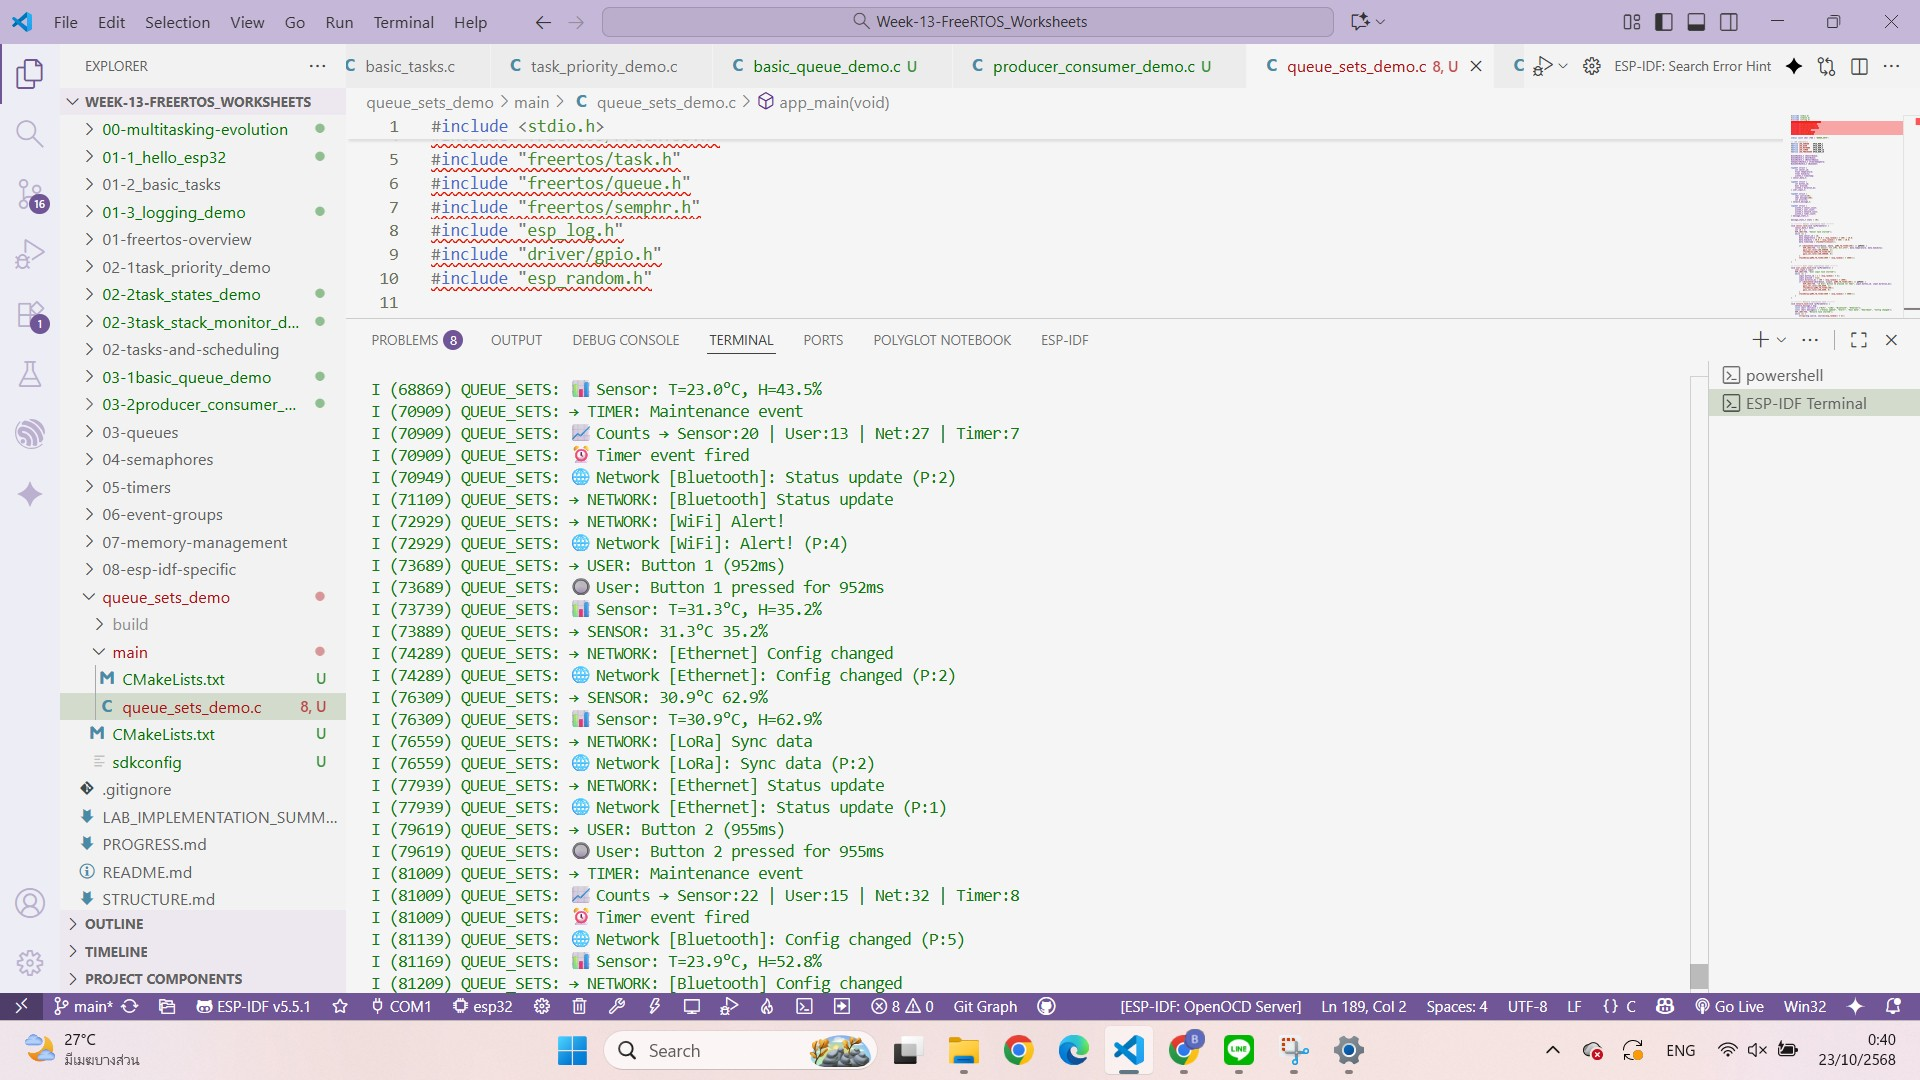 File Edit Selection View Go Run Terminal Help
Week-13-FreeRTOS_Worksheets
EXPLORER
basic_tasks.c
task_priority_demo.c
basic_queue_demo.c U
producer_consumer_demo.c U
queue_sets_demo.c 8, U
ESP-IDF: Search Error Hint
queue_sets_demo > main > C queue_sets_demo.c > app_main(void)
WEEK-13-FREERTOS_WORKSHEETS
00-multitasking-evolution
01-1_hello_esp32
01-2_basic_tasks
01-3_logging_demo
01-freertos-overview
02-1task_priority_demo
02-2task_states_demo
02-3task_stack_monitor_d...
02-tasks-and-scheduling
03-1basic_queue_demo
03-2producer_consumer_...
03-queues
04-semaphores
05-timers
06-event-groups
07-memory-management
08-esp-idf-specific
queue_sets_demo
build
main
CMakeLists.txt U
queue_sets_demo.c 8, U
CMakeLists.txt U
sdkconfig U
.gitignore
LAB_IMPLEMENTATION_SUMM...
PROGRESS.md
README.md
STRUCTURE.md
OUTLINE
TIMELINE
PROJECT COMPONENTS
16
1
1 #include <stdio.h>
5 #include "freertos/task.h"
6 #include "freertos/queue.h"
7 #include "freertos/semphr.h"
8 #include "esp_log.h"
9 #include "driver/gpio.h"
10 #include "esp_random.h"
11
PROBLEMS 8 OUTPUT DEBUG CONSOLE TERMINAL PORTS POLYGLOT NOTEBOOK ESP-IDF
powershell
ESP-IDF Terminal
I (68869) QUEUE_SETS: 📊 Sensor: T=23.0°C, H=43.5%
I (70909) QUEUE_SETS: → TIMER: Maintenance event
I (70909) QUEUE_SETS: 📈 Counts → Sensor:20 | User:13 | Net:27 | Timer:7
I (70909) QUEUE_SETS: ⏰ Timer event fired
I (70949) QUEUE_SETS: 🌐 Network [Bluetooth]: Status update (P:2)
I (71109) QUEUE_SETS: → NETWORK: [Bluetooth] Status update
I (72929) QUEUE_SETS: → NETWORK: [WiFi] Alert!
I (72929) QUEUE_SETS: 🌐 Network [WiFi]: Alert! (P:4)
I (73689) QUEUE_SETS: → USER: Button 1 (952ms)
I (73689) QUEUE_SETS: 🔘 User: Button 1 pressed for 952ms
I (73739) QUEUE_SETS: 📊 Sensor: T=31.3°C, H=35.2%
I (73889) QUEUE_SETS: → SENSOR: 31.3°C 35.2%
I (74289) QUEUE_SETS: → NETWORK: [Ethernet] Config changed
I (74289) QUEUE_SETS: 🌐 Network [Ethernet]: Config changed (P:2)
I (76309) QUEUE_SETS: → SENSOR: 30.9°C 62.9%
I (76309) QUEUE_SETS: 📊 Sensor: T=30.9°C, H=62.9%
I (76559) QUEUE_SETS: → NETWORK: [LoRa] Sync data
I (76559) QUEUE_SETS: 🌐 Network [LoRa]: Sync data (P:2)
I (77939) QUEUE_SETS: → NETWORK: [Ethernet] Status update
I (77939) QUEUE_SETS: 🌐 Network [Ethernet]: Status update (P:1)
I (79619) QUEUE_SETS: → USER: Button 2 (955ms)
I (79619) QUEUE_SETS: 🔘 User: Button 2 pressed for 955ms
I (81009) QUEUE_SETS: → TIMER: Maintenance event
I (81009) QUEUE_SETS: 📈 Counts → Sensor:22 | User:15 | Net:32 | Timer:8
I (81009) QUEUE_SETS: ⏰ Timer event fired
I (81139) QUEUE_SETS: 🌐 Network [Bluetooth]: Config changed (P:5)
I (81169) QUEUE_SETS: 📊 Sensor: T=23.9°C, H=52.8%
I (81209) QUEUE_SETS: → NETWORK: [Bluetooth] Config changed
main* ESP-IDF v5.5.1 COM1 esp32 8 0 Git Graph [ESP-IDF: OpenOCD Server] Ln 189, Col 2 Spaces: 4 UTF-8 LF {} C Go Live Win32
27°C
มีเมฆบางส่วน
Search
ENG
0:40
23/10/2568